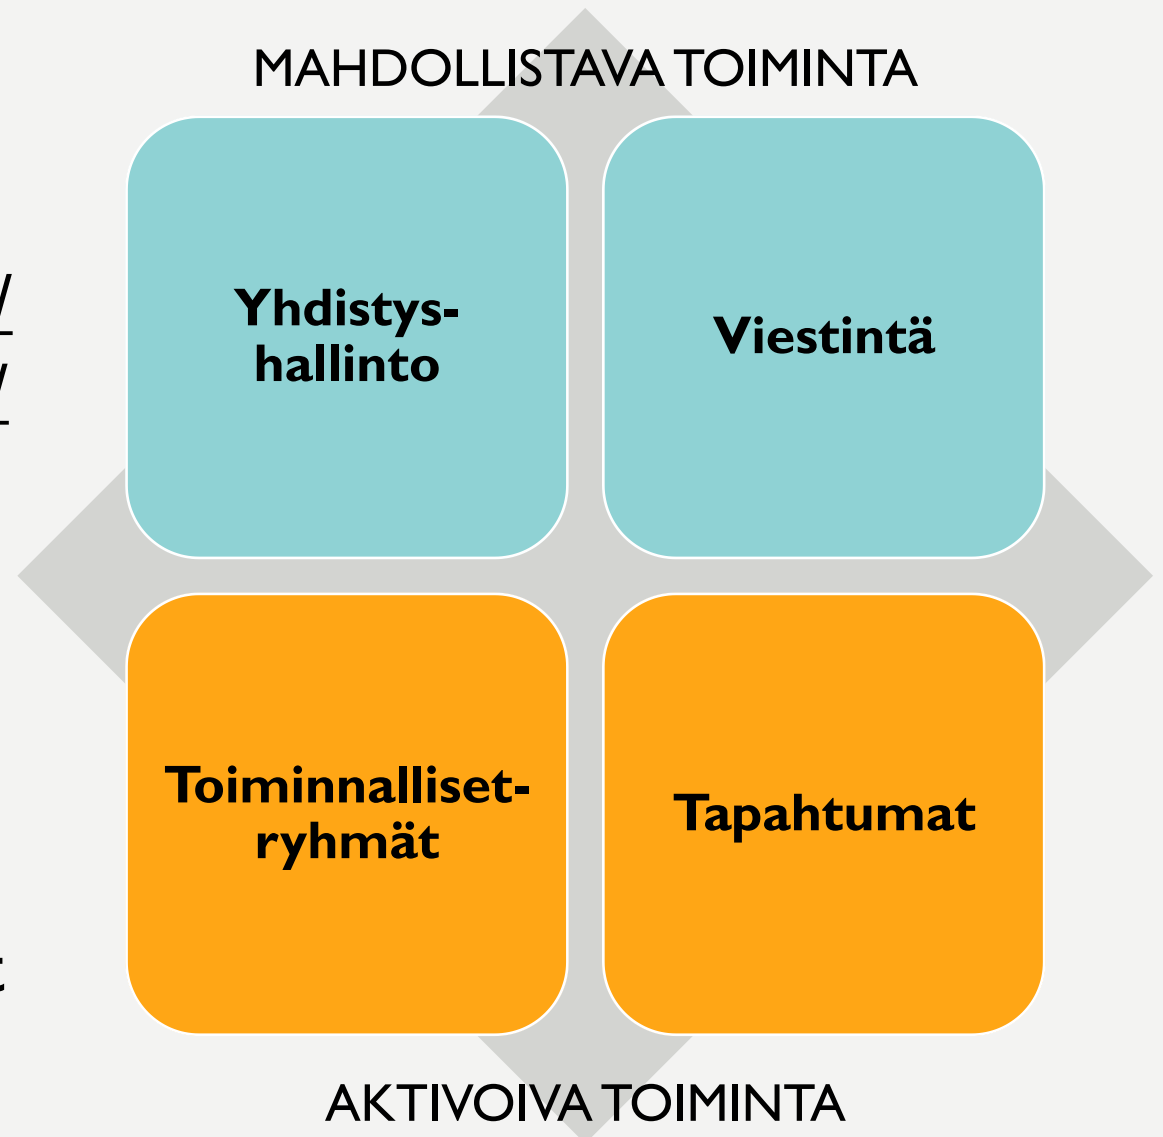 MAHDOLLISTAVA TOIMINTA
/
/
Yhdistys-
hallinto
Viestintä
Toiminnalliset-
ryhmät
Tapahtumat
t
AKTIVOIVA TOIMINTA